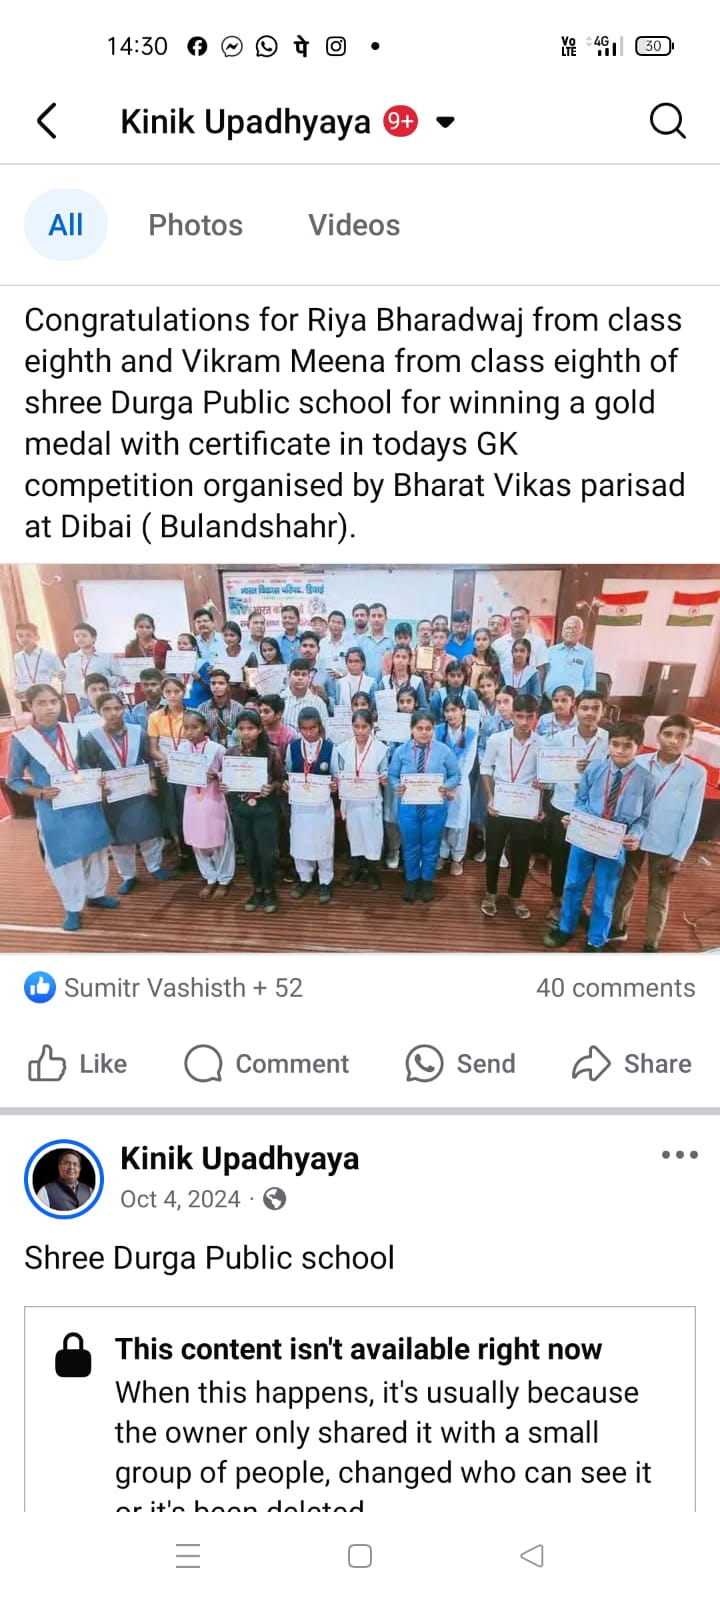 14:30
Vo
LTE
4G
30
Kinik Upadhyaya 9+
All Photos Videos
Congratulations for Riya Bharadwaj from class
eighth and Vikram Meena from class eighth of
shree Durga Public school for winning a gold
medal with certificate in todays GK
competition organised by Bharat Vikas parisad
at Dibai ( Bulandshahr).
भारत विकास परिषद, डिबाई
भारत को
Sumitr Vashisth + 52 40 comments
Like Comment Send Share
Kinik Upadhyaya
Oct 4, 2024 ·
Shree Durga Public school
This content isn't available right now
When this happens, it's usually because
the owner only shared it with a small
group of people, changed who can see it
or it's been deleted